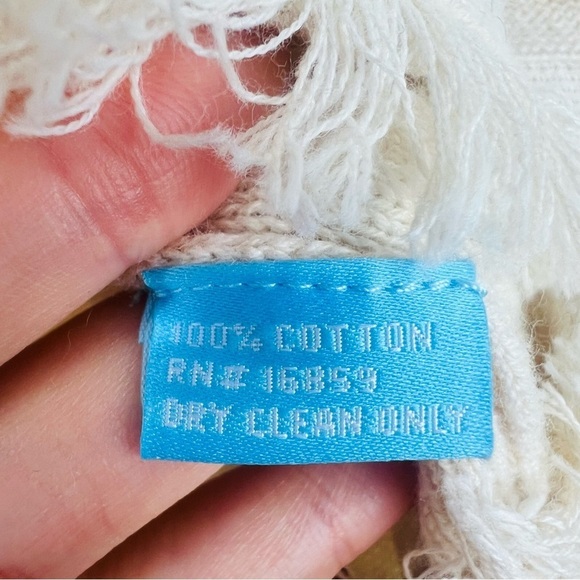 100% COTTON
RN# 16859
DRY CLEAN ONLY